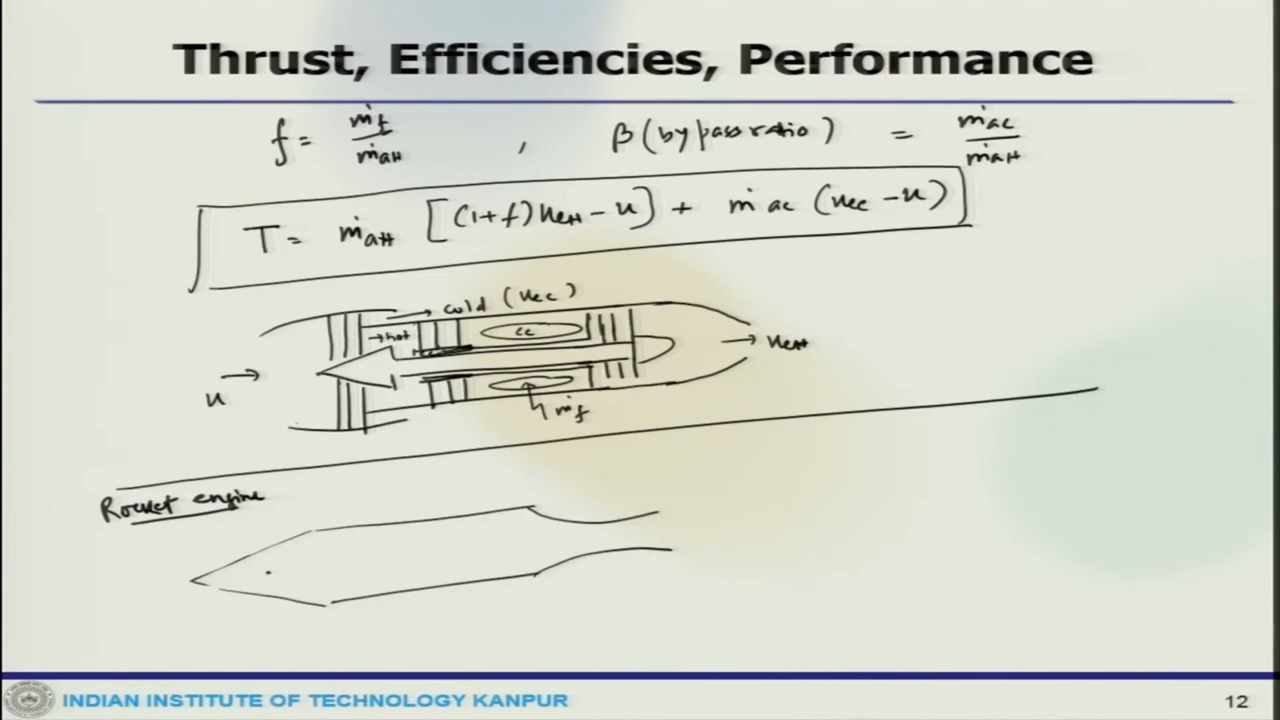 Thrust, Efficiencies, Performance
f = ṁf / ṁaH , β (bypass ratio) = ṁac / ṁaH
T = ṁaH [(1+f)ueH − u] + ṁac (uec − u)
cold (uec)
→ hot
cc
u →
→ ueH
ṁf
Rocket engine
INDIAN INSTITUTE OF TECHNOLOGY KANPUR
12